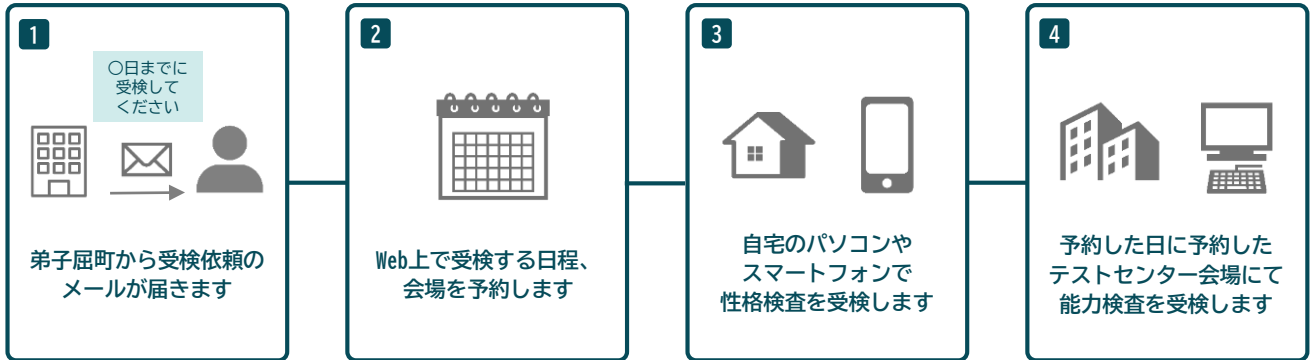 1
○日までに
受検して
ください
弟子屈町から受検依頼の
メールが届きます
2
Web上で受検する日程、
会場を予約します
3
自宅のパソコンや
スマートフォンで
性格検査を受検します
4
予約した日に予約した
テストセンター会場にて
能力検査を受検します